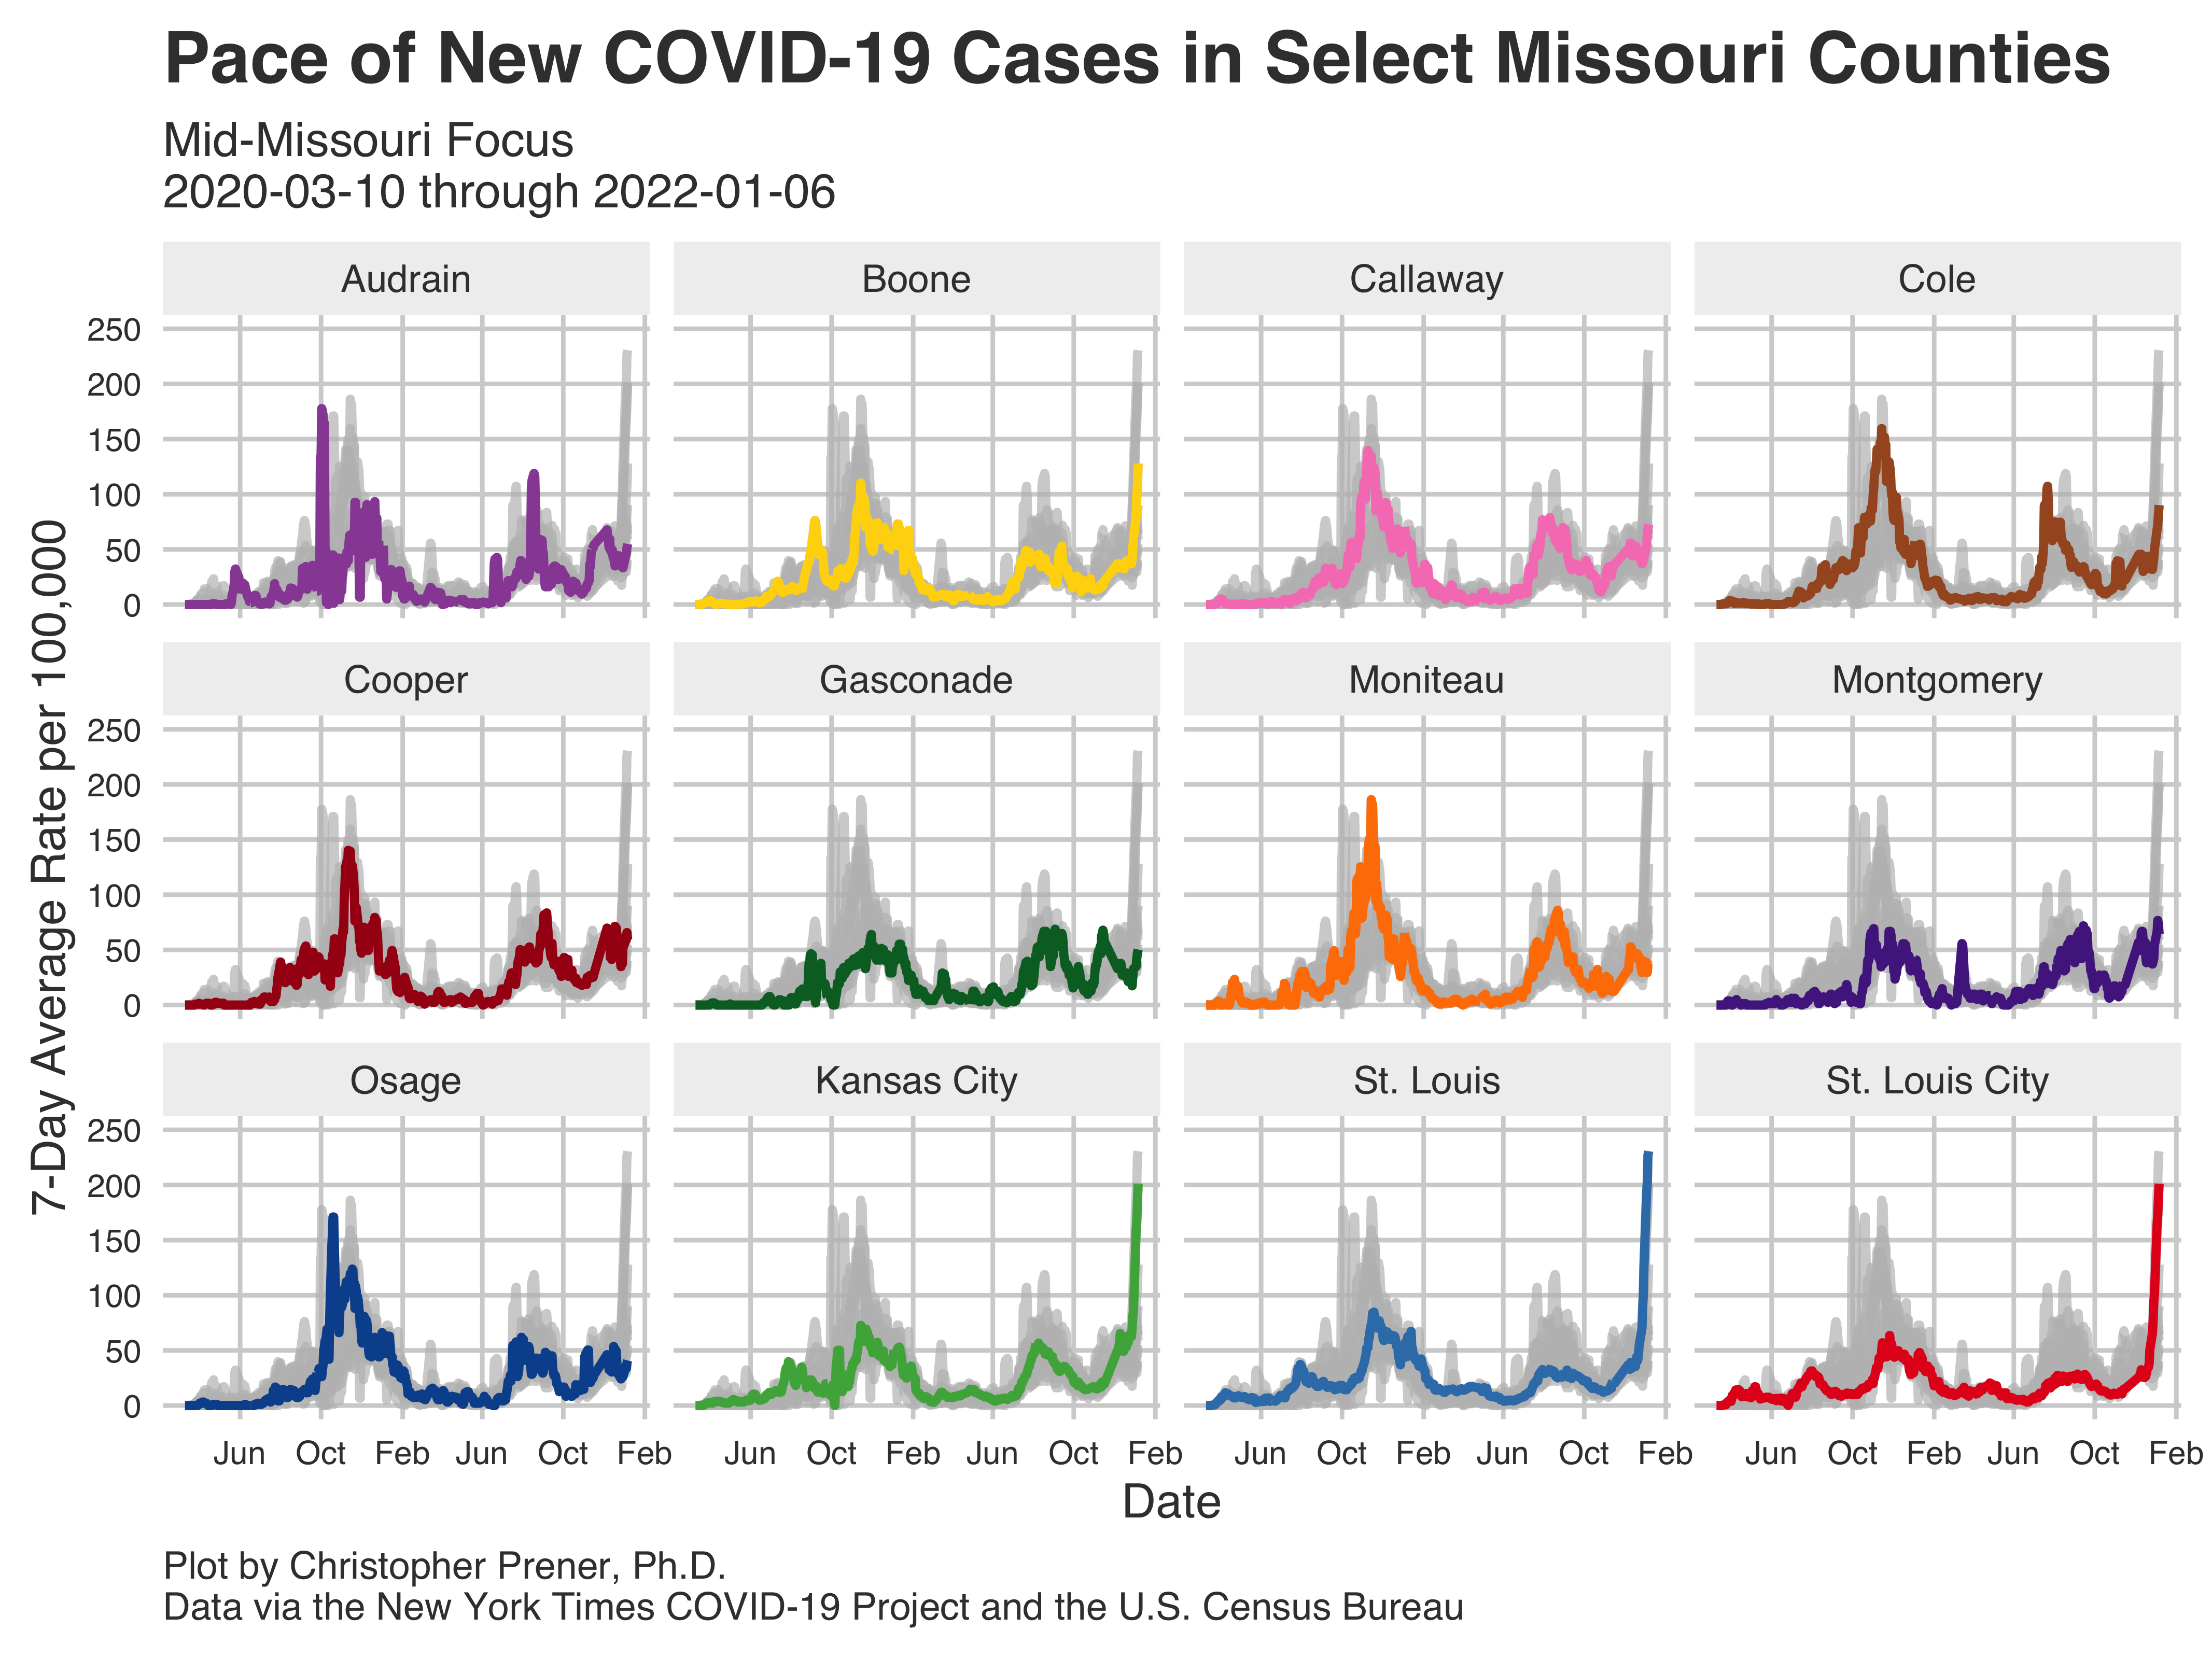 Pace of New COVID-19 Cases in Select Missouri Counties
Mid-Missouri Focus
2020-03-10 through 2022-01-06
Audrain Boone Callaway Cole
250
200
150
100
50
0
Cooper Gasconade Moniteau Montgomery
250
200
150
100
50
0
Osage Kansas City St. Louis St. Louis City
250
200
150
100
50
0
7-Day Average Rate per 100,000
Jun Oct Feb Jun Oct Feb Jun Oct Feb Jun Oct Feb Jun Oct Feb Jun Oct Feb Jun Oct Feb Jun Oct Feb
Date
Plot by Christopher Prener, Ph.D.
Data via the New York Times COVID-19 Project and the U.S. Census Bureau